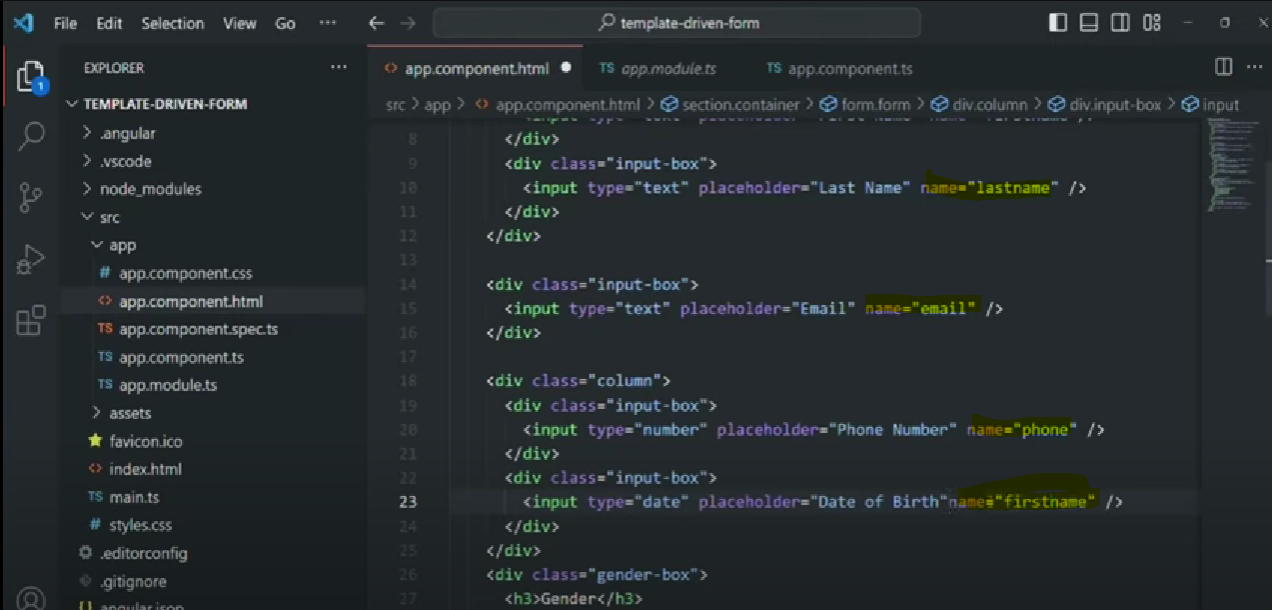 File Edit Selection View Go ··· template-driven-form
EXPLORER ···
app.component.html TS app.module.ts TS app.component.ts ···
TEMPLATE-DRIVEN-FORM
src > app > app.component.html > section.container > form.form > div.column > div.input-box > input
1
.angular
.vscode
node_modules
src
app
# app.component.css
<> app.component.html
TS app.component.spec.ts
TS app.component.ts
TS app.module.ts
assets
favicon.ico
<> index.html
TS main.ts
# styles.css
.editorconfig
.gitignore
{} angular.json
8 </div>
9 <div class="input-box">
10 <input type="text" placeholder="Last Name" name="lastname" />
11 </div>
12 </div>
13
14 <div class="input-box">
15 <input type="text" placeholder="Email" name="email" />
16 </div>
17
18 <div class="column">
19 <div class="input-box">
20 <input type="number" placeholder="Phone Number" name="phone" />
21 </div>
22 <div class="input-box">
23 <input type="date" placeholder="Date of Birth"name="firstname" />
24 </div>
25 </div>
26 <div class="gender-box">
27 <h3>Gender</h3>